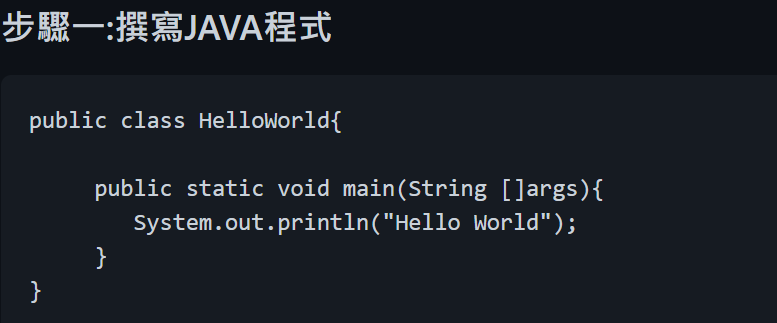 步驟一:撰寫JAVA程式
public class HelloWorld{
public static void main(String []args){
System.out.println("Hello World");
}
}